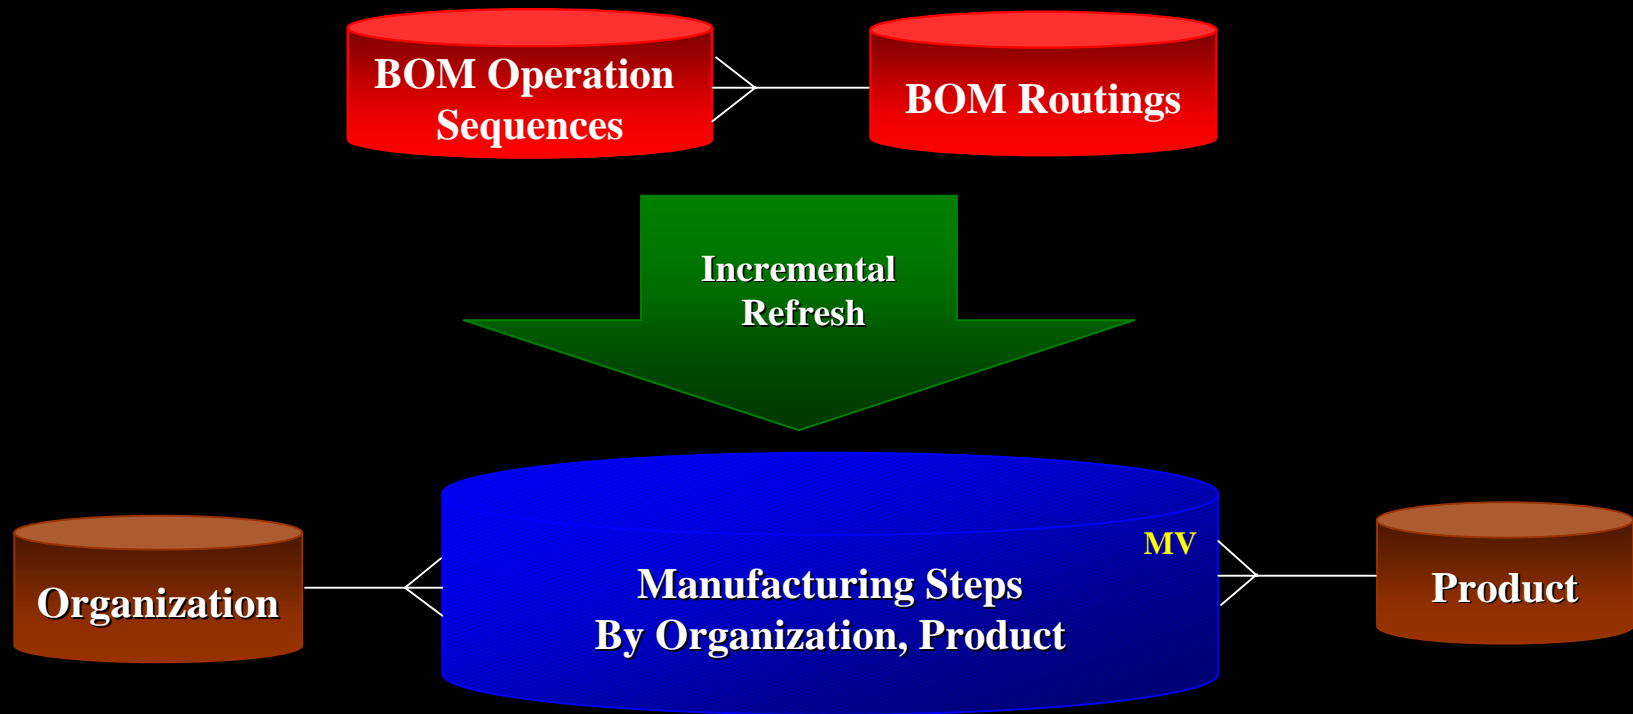 BOM Operation
Sequences
BOM Routings
Incremental
Refresh
MV
Organization
Manufacturing Steps
By Organization, Product
Product